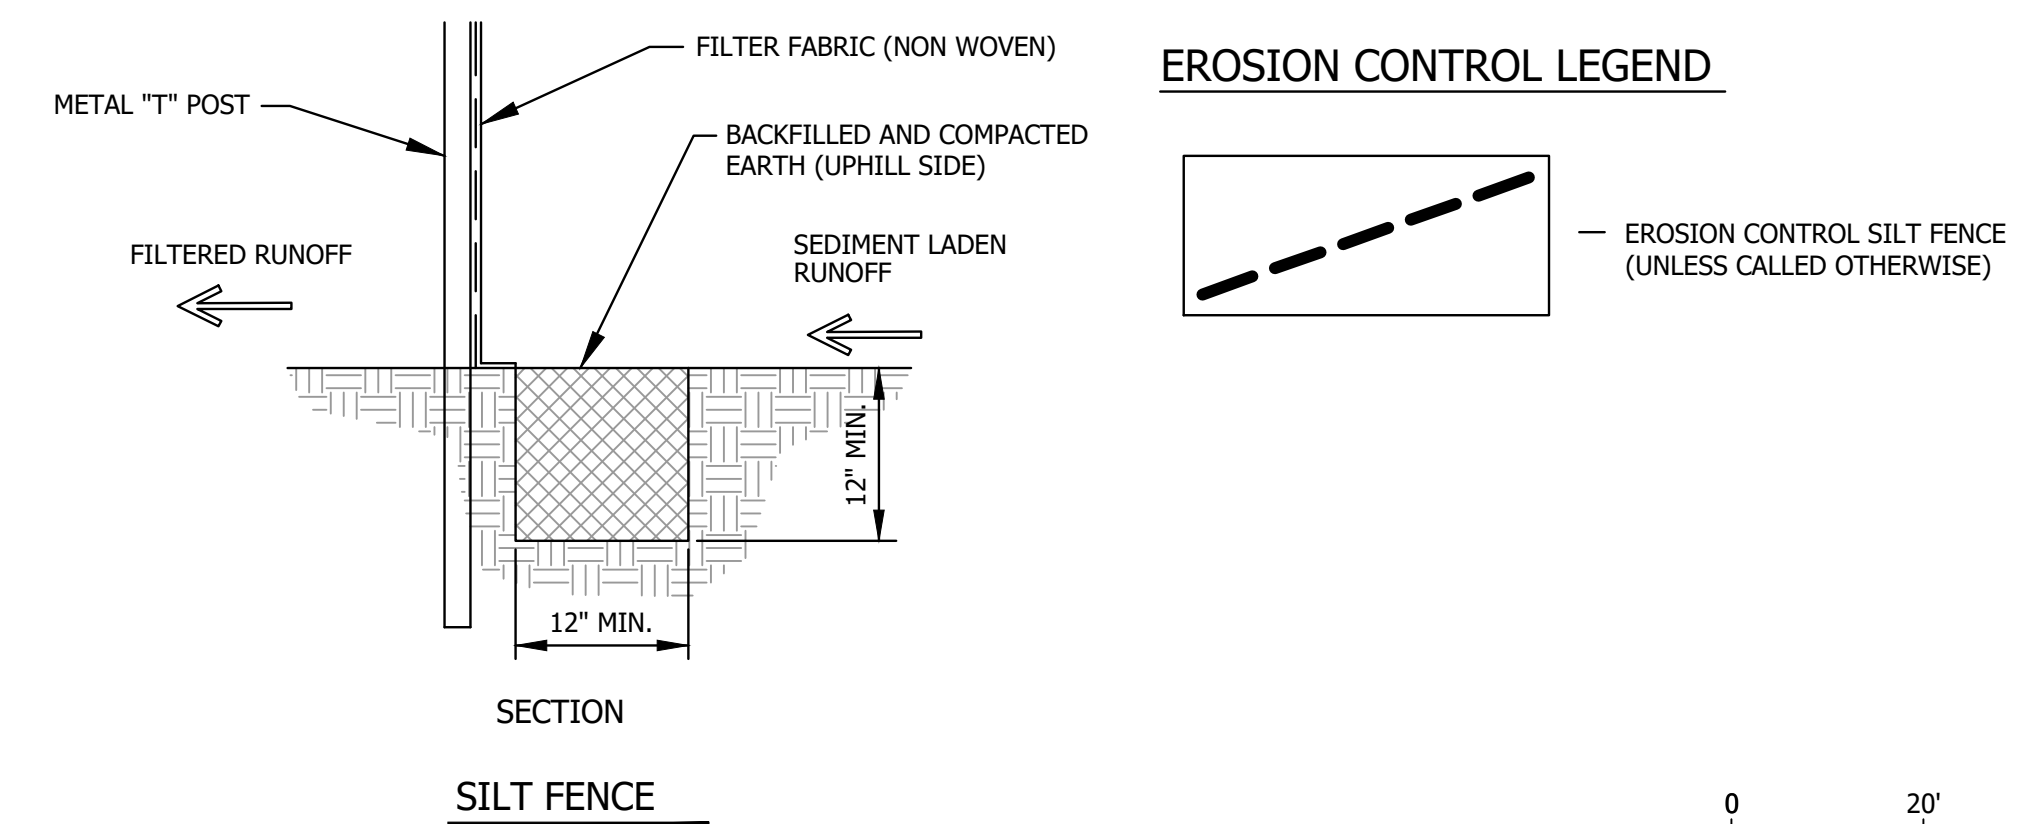 FILTER FABRIC (NON WOVEN)
METAL "T" POST
BACKFILLED AND COMPACTED
EARTH (UPHILL SIDE)
FILTERED RUNOFF
SEDIMENT LADEN
RUNOFF
12" MIN.
12" MIN.
SECTION
SILT FENCE
EROSION CONTROL LEGEND
EROSION CONTROL SILT FENCE
(UNLESS CALLED OTHERWISE)
0 20'